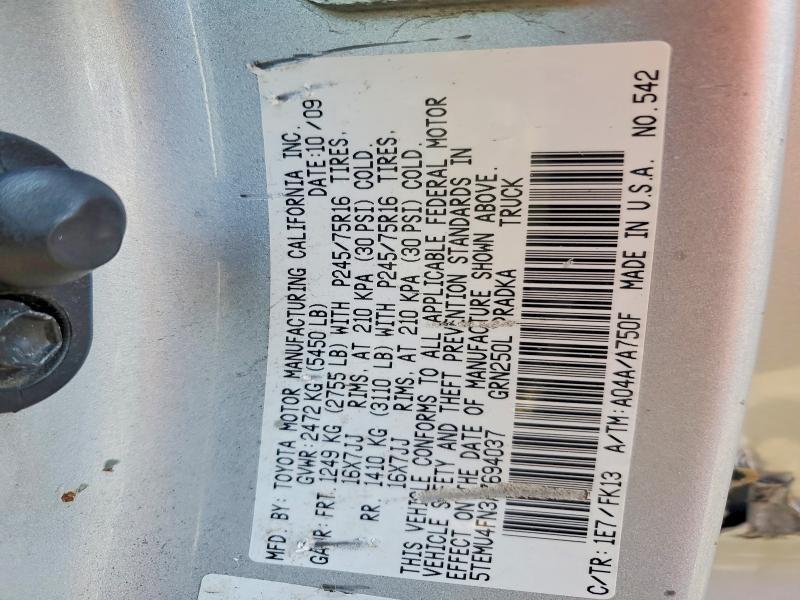 MFD. BY: TOYOTA MOTOR MANUFACTURING CALIFORNIA INC.
GVWR: 2472 KG (5450 LB) DATE: 10/09
GAWR: FRT. 1249 KG (2755 LB) WITH P245/75R16 TIRES,
16X7JJ RIMS, AT 210 KPA (30 PSI) COLD.
RR. 1410 KG (3110 LB) WITH P245/75R16 TIRES,
16X7JJ RIMS, AT 210 KPA (30 PSI) COLD.
THIS VEHICLE CONFORMS TO ALL APPLICABLE FEDERAL MOTOR
VEHICLE SAFETY AND THEFT PREVENTION STANDARDS IN
EFFECT ON THE DATE OF MANUFACTURE SHOWN ABOVE.
GRN250L PRADKA TRUCK
C/TR: 1E7/FK13 A/TM: A04A/A750F MADE IN U.S.A. NO. 542